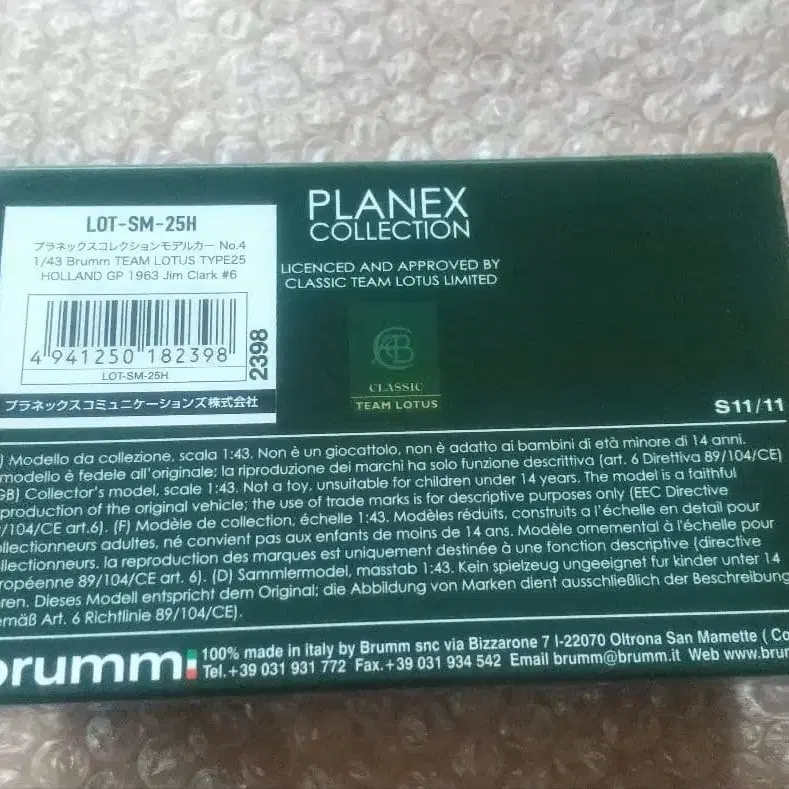 LOT-SM-25H
プラネックスコレクションモデルカー No.4
1/43 Brumm TEAM LOTUS TYPE25
HOLLAND GP 1963 Jim Clark #6
4 941250 182398
2398
LOT-SM-25H
プラネックスコミュニケーションズ株式会社
PLANEX
COLLECTION
LICENCED AND APPROVED BY
CLASSIC TEAM LOTUS LIMITED
CLASSIC
TEAM LOTUS
S11/11
) Modello da collezione, scala 1:43. Non è un giocattolo, non è adatto ai bambini di età minore di 14 anni.
modello è fedele all'originale; la riproduzione dei marchi ha solo funzione descrittiva (art. 6 Direttiva 89/104/CE)
GB) Collector's model, scale 1:43. Not a toy, unsuitable for children under 14 years. The model is a faithful
production of the original vehicle; the use of trade marks is for descriptive purposes only (EEC Directive
/104/CE art.6). (F) Modèle de collection, échelle 1:43. Modèles réduits, construits a l'échelle en detail pour
llectionneurs adultes, né convient pas aux enfants de moins de 14 ans. Modèle ornemental à l'échelle pour
llectionneurs. la reproduction des marques est uniquement destinée à une fonction descriptive (directive
ropéenne 89/104/CE art. 6). (D) Sammlermodel, masstab 1:43. Kein spielzeug ungeeignet fur kinder unter 14
ren. Dieses Modell entspricht dem Original; die Abbildung von Marken dient ausschließlich der Beschreibung
emäß Art. 6 Richtlinie 89/104/CE).
brumm
100% made in Italy by Brumm snc via Bizzarone 7 I-22070 Oltrona San Mamette ( Co
Tel.+39 031 931 772 Fax.+39 031 934 542 Email brumm@brumm.it Web www.brum